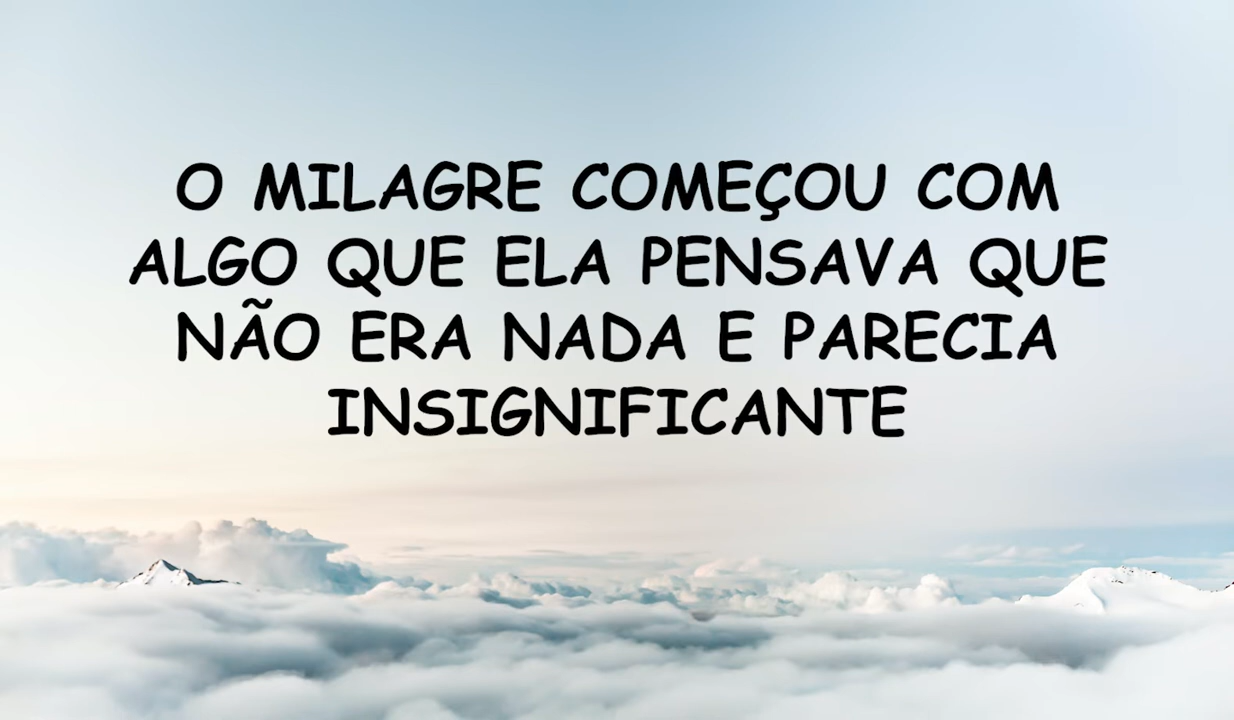 O MILAGRE COMEÇOU COM
ALGO QUE ELA PENSAVA QUE
NÃO ERA NADA E PARECIA
INSIGNIFICANTE